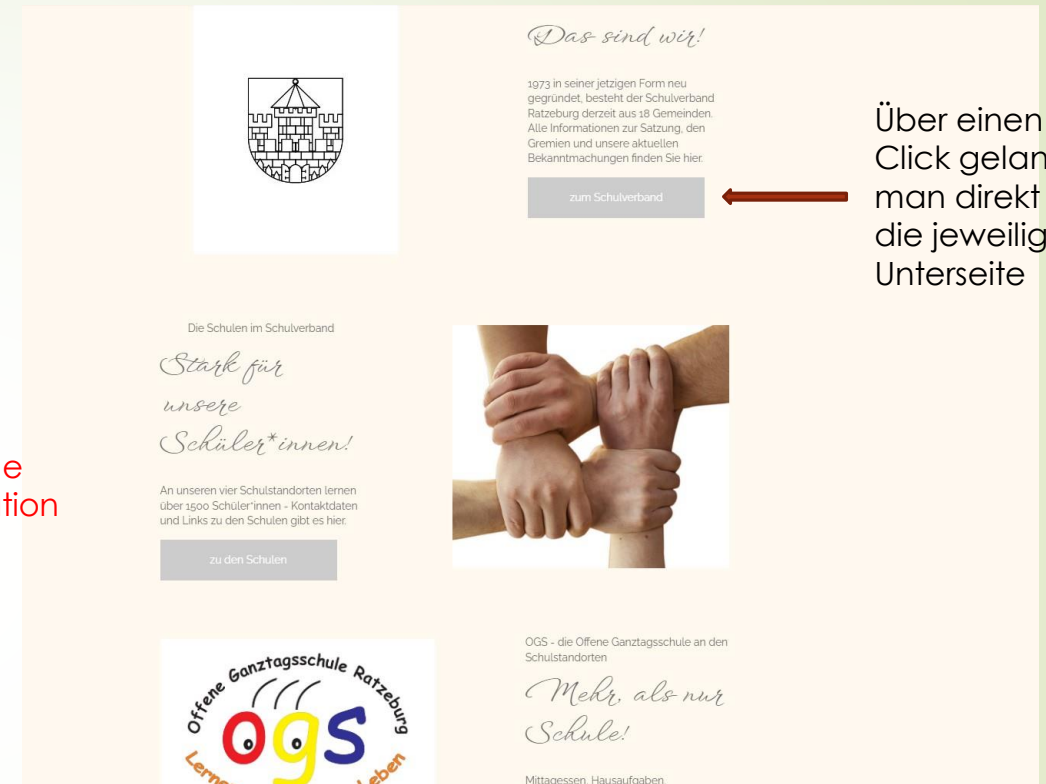 Das sind wir!
1973 in seiner jetzigen Form neu
gegründet, besteht der Schulverband
Ratzeburg derzeit aus 18 Gemeinden.
Alle Informationen zur Satzung, den
Gremien und unsere aktuellen
Bekanntmachungen finden Sie hier.
zum Schulverband
Über einen
Click gelan
man direkt
die jeweilig
Unterseite
Die Schulen im Schulverband
Stark für
unsere
Schüler*innen!
e
tion
An unseren vier Schulstandorten lernen
über 1500 Schüler*innen - Kontaktdaten
und Links zu den Schulen gibt es hier.
zu den Schulen
Offene Ganztagsschule Ratzeburg
ogs
OGS - die Offene Ganztagsschule an den
Schulstandorten
Mehr, als nur
Schule!
Mittagessen, Hausaufgaben,